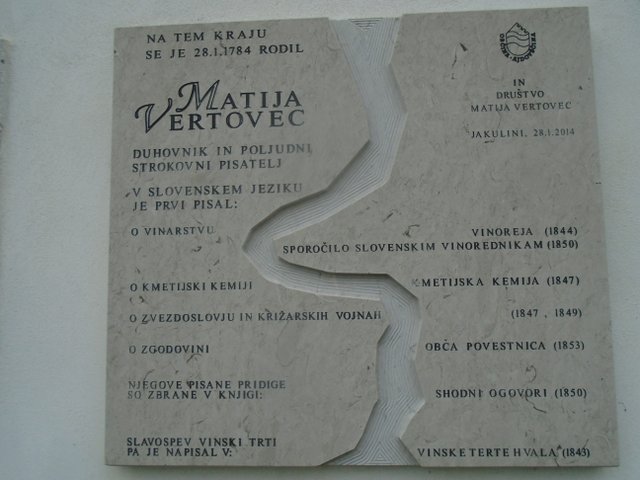 NA TEM KRAJU
SE JE 28.1.1784 RODIL
MATIJA
VERTOVEC
DUHOVNIK IN POLJUDNI
STROKOVNI PISATELJ
V SLOVENSKEM JEZIKU
JE PRVI PISAL:
OBČINA AJDOVŠČINA
IN
DRUŠTVO
MATIJA VERTOVEC
JAKULINI, 28.1.2014
O VINARSTVU VINOREJA (1844)
SPOROČILO SLOVENSKIM VINOREDNIKAM (1850)
O KMETIJSKI KEMIJI KMETIJSKA KEMIJA (1847)
O ZVEZDOSLOVJU IN KRIŽARSKIH VOJNAH (1847, 1849)
O ZGODOVINI OBČA POVESTNICA (1853)
NJEGOVE PISANE PRIDIGE
SO ZBRANE V KNJIGI: SHODNI OGOVORI (1850)
SLAVOSPEV VINSKI TRTI
PA JE NAPISAL V: VINSKE TERTE HVALA (1843)